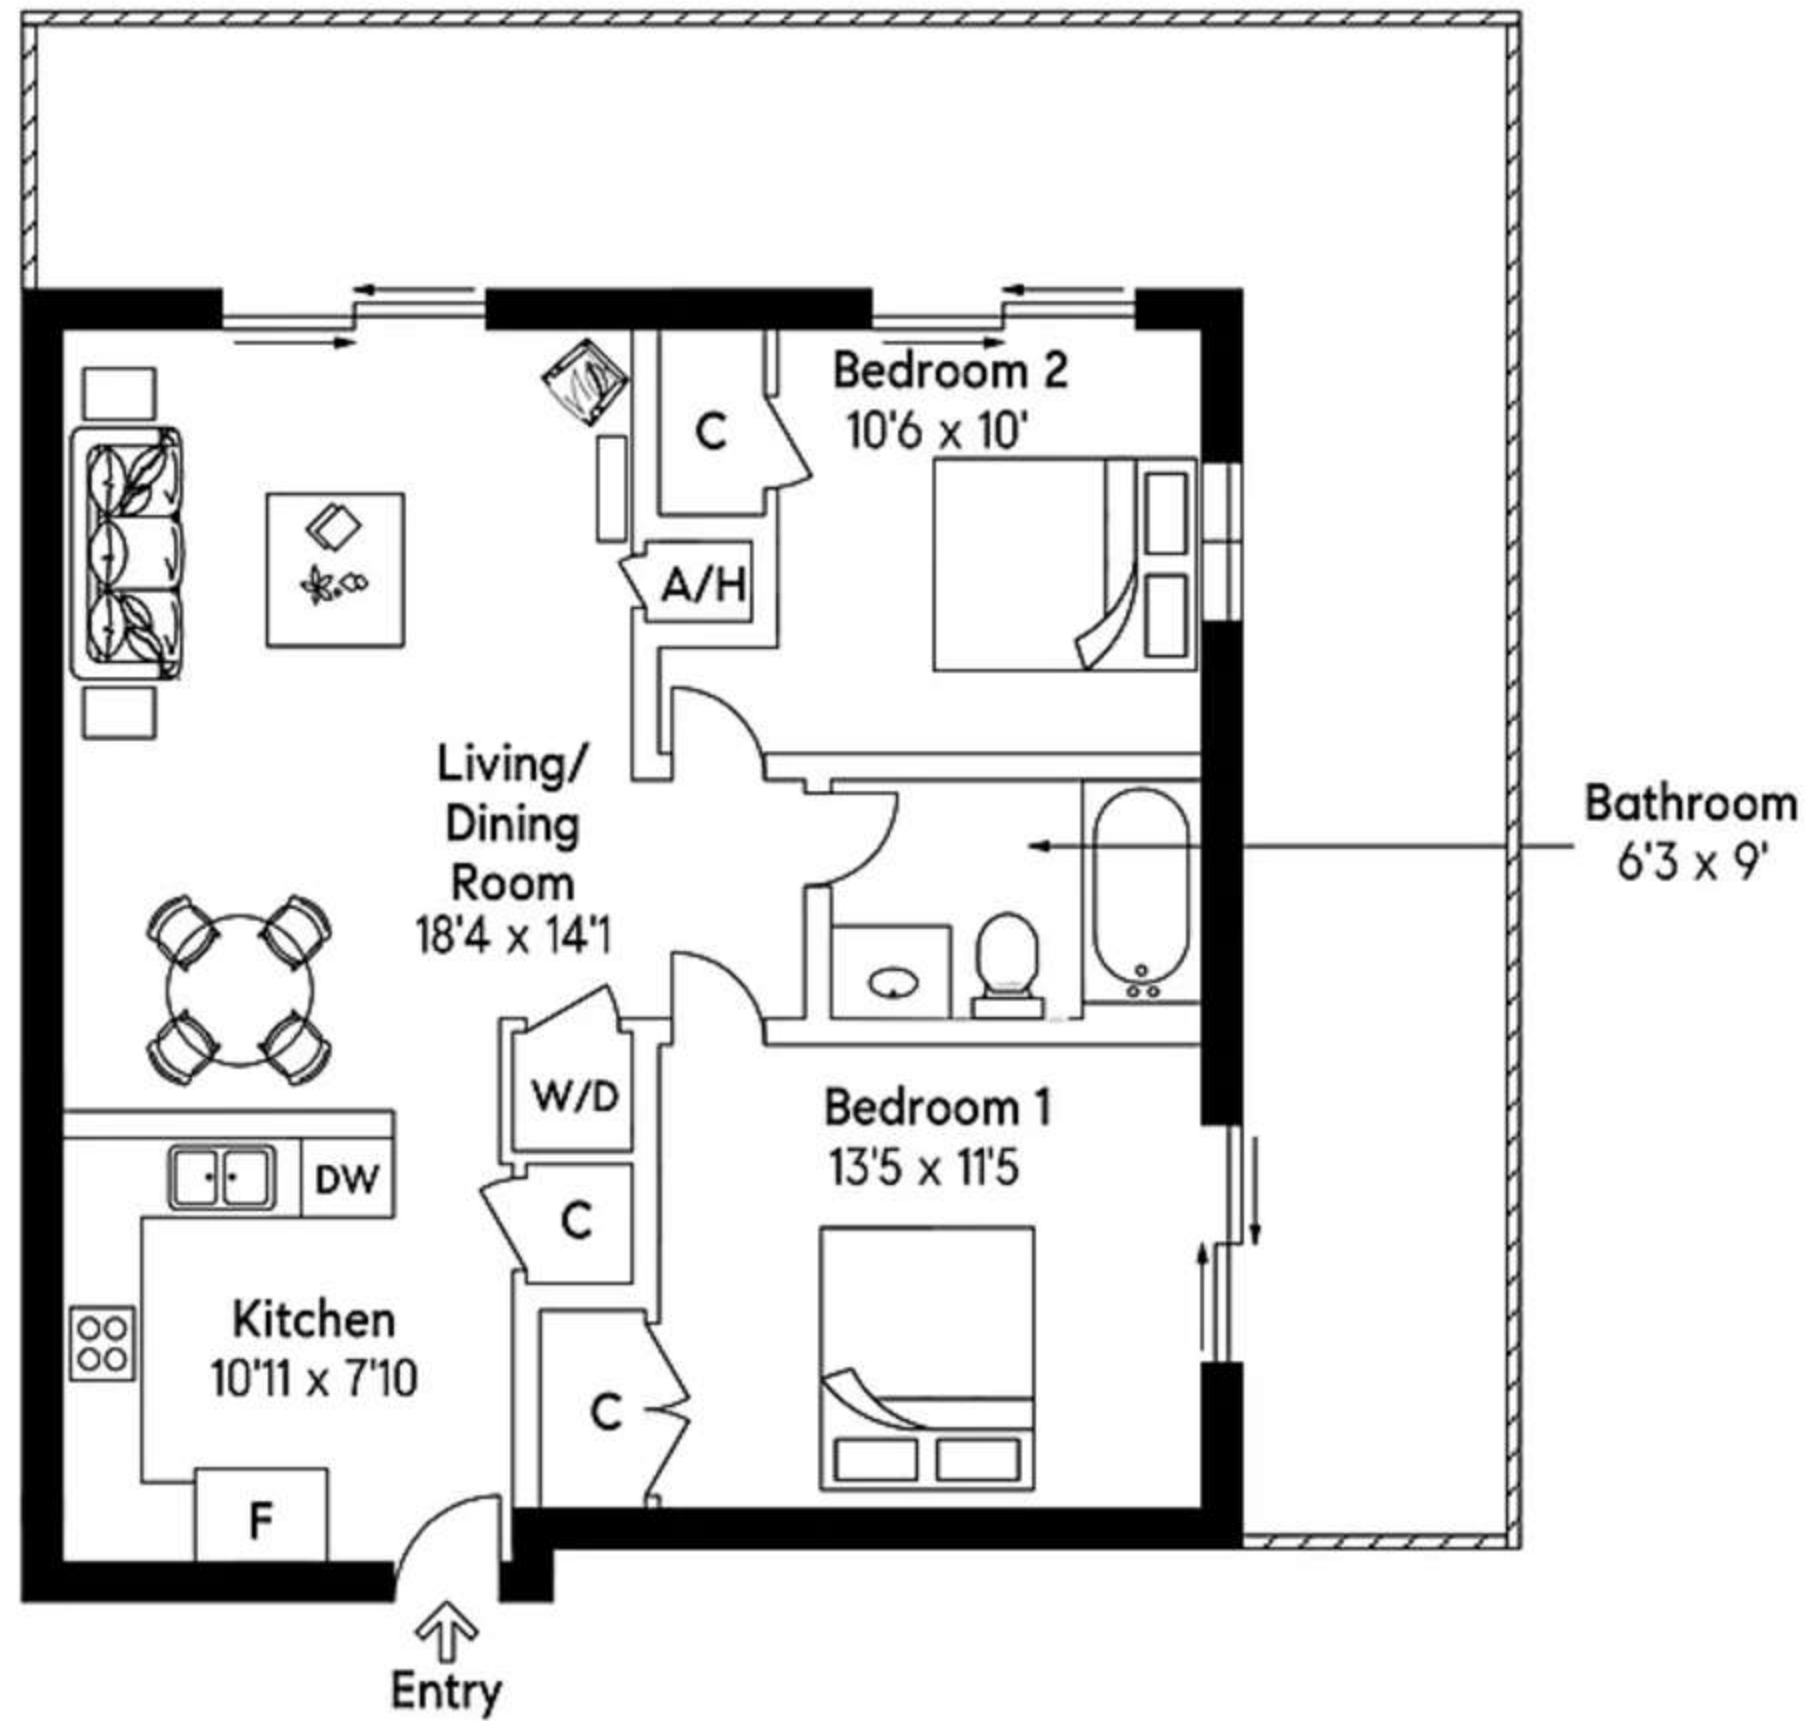 Bedroom 2
10'6 x 10'
C
A/H
Living/
Dining
Room
18'4 x 14'1
Bathroom
6'3 x 9'
W/D
Bedroom 1
13'5 x 11'5
DW
C
Kitchen
10'11 x 7'10
C
F
Entry